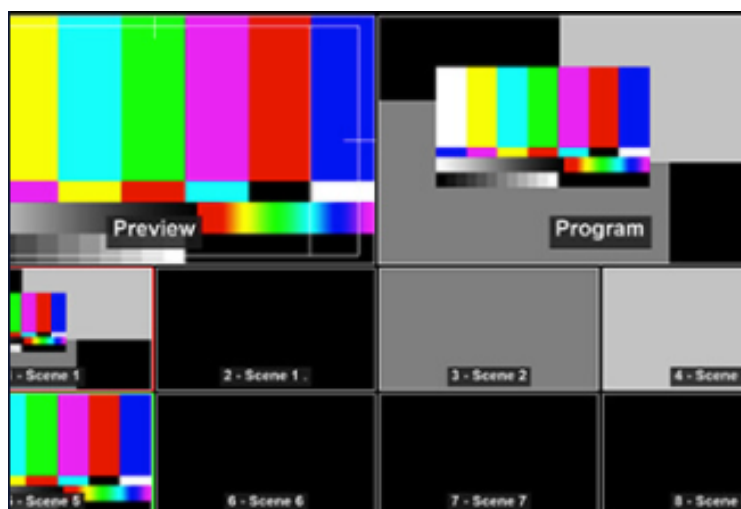 Preview
Program
- Scene 1
2 - Scene 1 .
3 - Scene 2
4 - Scene
- Scene 5
6 - Scene 6
7 - Scene 7
8 - Scene